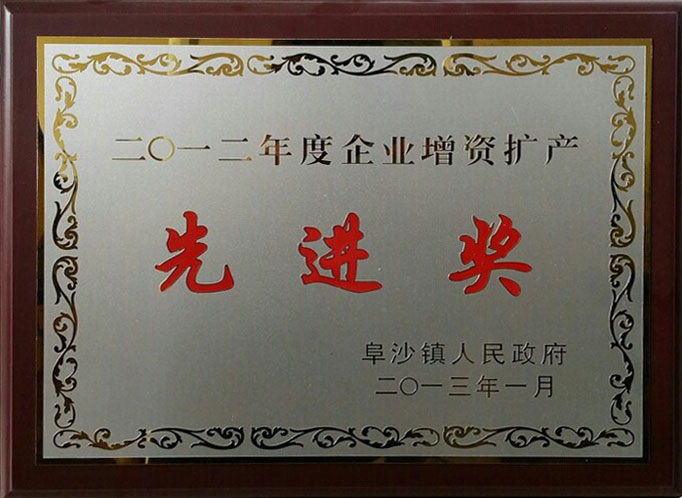 二〇一二年度企业增资扩产
先进奖
阜沙镇人民政府
二〇一三年一月